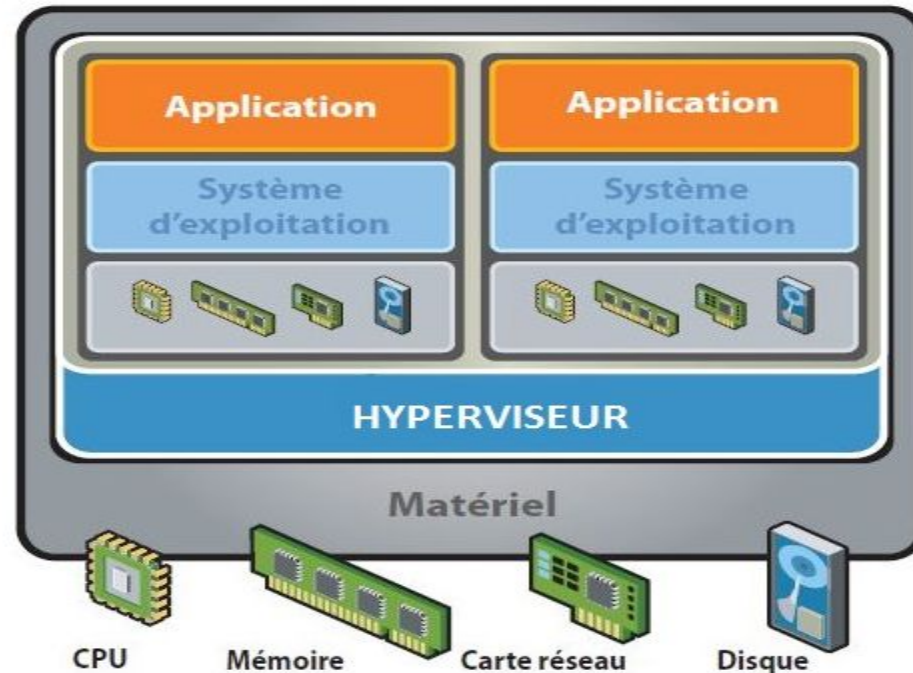 Application
Système
d'exploitation
Application
Système
d'exploitation
HYPERVISEUR
Matériel
CPU
Mémoire
Carte réseau
Disque